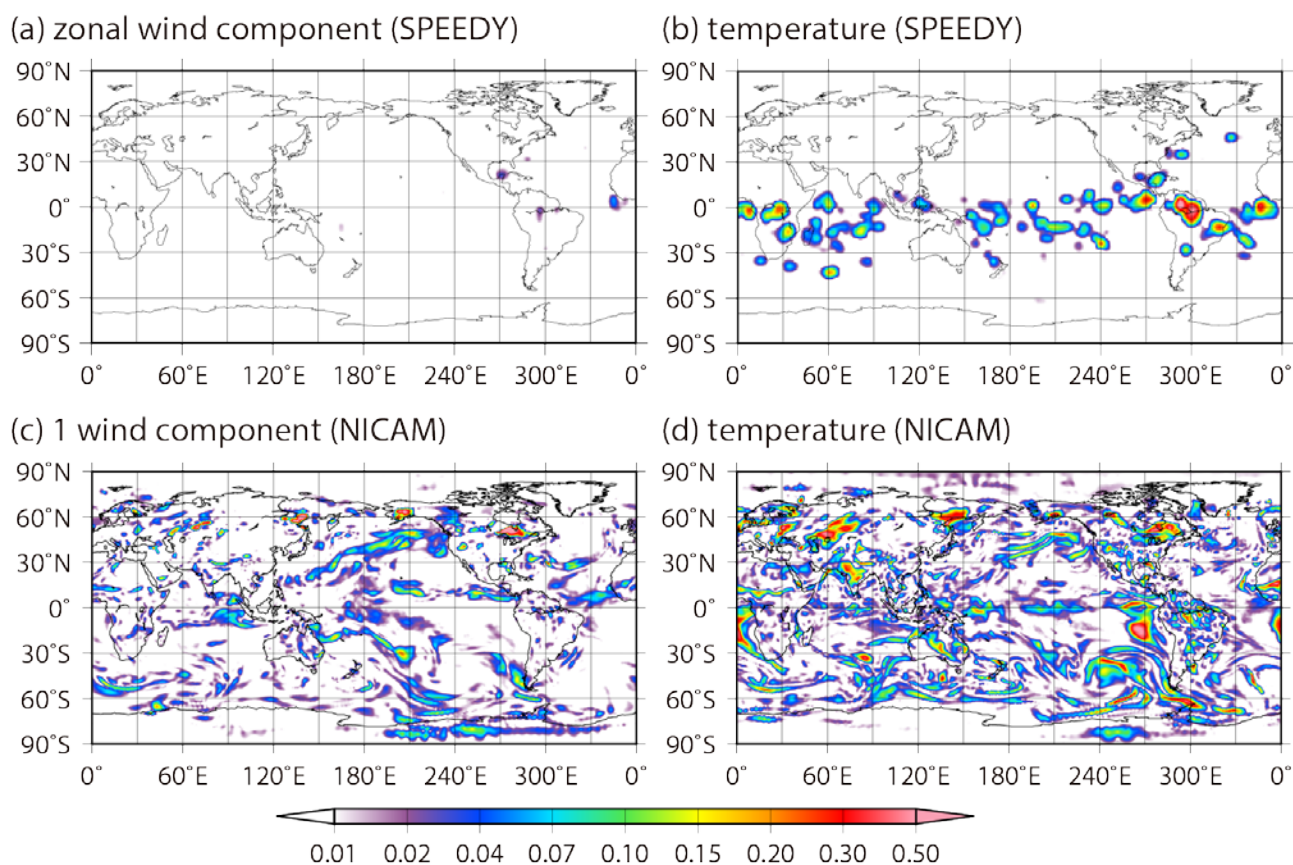 (a) zonal wind component (SPEEDY)
(b) temperature (SPEEDY)
90˚N 90˚N
60˚N 60˚N
30˚N 30˚N
0˚ 0˚
30˚S 30˚S
60˚S 60˚S
90˚S 90˚S
0˚ 60˚E 120˚E 180˚ 240˚E 300˚E 0˚ 0˚ 60˚E 120˚E 180˚ 240˚E 300˚E 0˚
(c) 1 wind component (NICAM)
(d) temperature (NICAM)
90˚N 90˚N
60˚N 60˚N
30˚N 30˚N
0˚ 0˚
30˚S 30˚S
60˚S 60˚S
90˚S 90˚S
0˚ 60˚E 120˚E 180˚ 240˚E 300˚E 0˚ 0˚ 60˚E 120˚E 180˚ 240˚E 300˚E 0˚
0.01 0.02 0.04 0.07 0.10 0.15 0.20 0.30 0.50